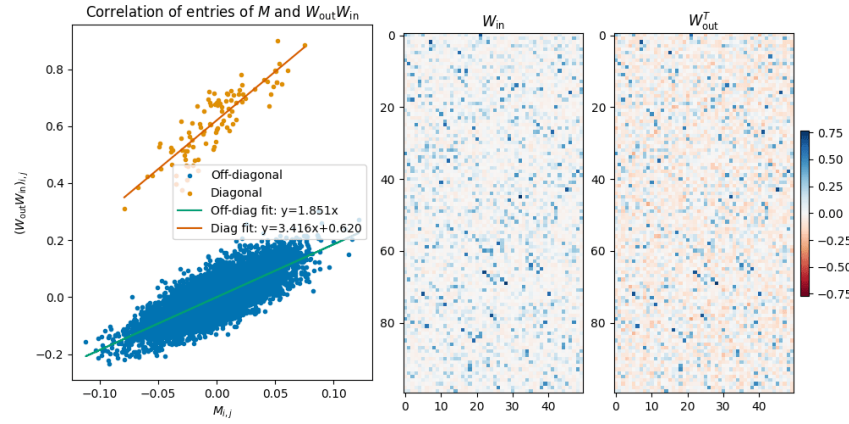 Correlation of entries of M and W_out W_in
(W_out W_in)_i,j
0.8
0.6
0.4
0.2
0.0
−0.2
Off-diagonal
Diagonal
Off-diag fit: y=1.851x
Diag fit: y=3.416x+0.620
−0.10 −0.05 0.00 0.05 0.10
M_i,j
W_in
0
20
40
60
80
0 10 20 30 40
W_out^T
0
20
40
60
80
0 10 20 30 40
0.75
0.50
0.25
0.00
−0.25
−0.50
−0.75